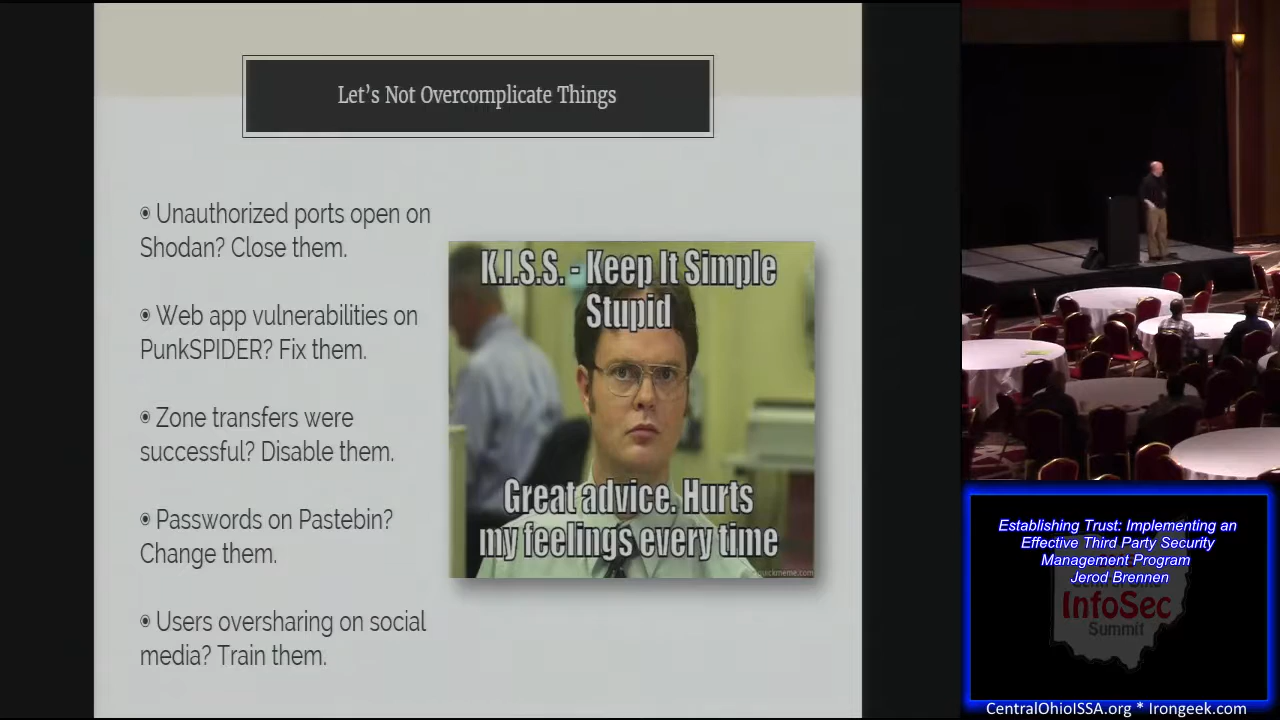 Let's Not Overcomplicate Things
Unauthorized ports open on
Shodan? Close them.
Web app vulnerabilities on
PunkSPIDER? Fix them.
Zone transfers were
successful? Disable them.
Passwords on Pastebin?
Change them.
Users oversharing on social
media? Train them.
K.I.S.S. - Keep It Simple
Stupid
Great advice. Hurts
my feelings every time
Establishing Trust: Implementing an
Effective Third Party Security
Management Program
Jerod Brennen
InfoSec
Summit
CentralOhioISSA.org * Irongeek.com